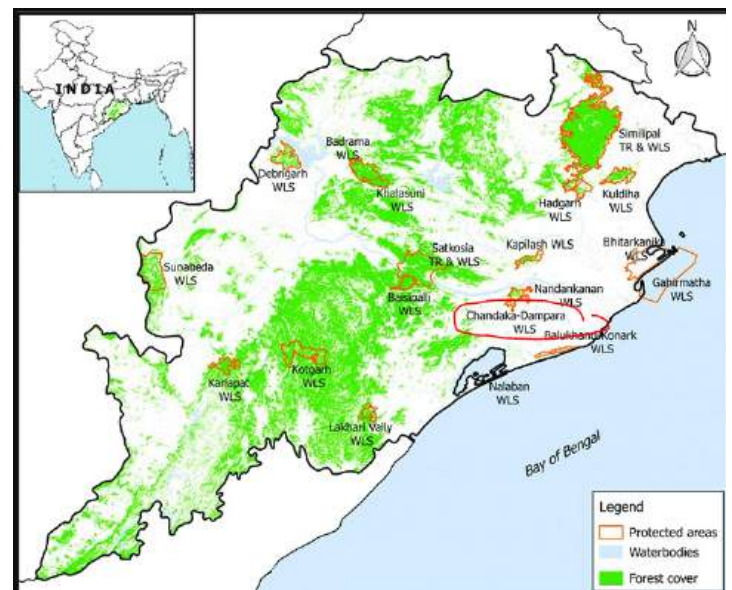 INDIA
N
Badrama
WLS
Debrigarh
WLS
Khalasuni
WLS
Similipal
TR & WLS
Hadgarh
WLS
Kuldiha
WLS
Satkosia
TR & WLS
Kapilash WLS
Bhitarkanika
WLS
Sunabeda
WLS
Baisipali
WLS
Nandankanan
WLS
Gahirmatha
WLS
Chandaka-Dampara
WLS
Balukhand Konark
WLS
Karlapat
WLS
Kotgarh
WLS
Nalaban
WLS
Lakhari Vally
WLS
Bay of Bengal
Legend
Protected areas
Waterbodies
Forest cover